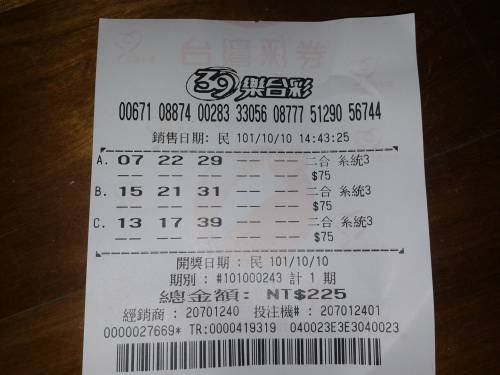 台灣彩券
39樂合彩
00671 08874 00283 33056 08777 51290 56744
銷售日期: 民 101/10/10 14:43:25
A. 07 22 29 -- -- 二合 系統3
-- -- -- -- -- $75
B. 15 21 31 -- -- 二合 系統3
-- -- -- -- -- $75
C. 13 17 39 -- -- 二合 系統3
-- -- -- -- -- $75
開獎日期 : 民 101/10/10
期別 : #101000243 計 1 期
總金額: NT$225
經銷商 : 20701240 投注機# : 207012401
0000027669* TR:0000419319 040023E3E3040023